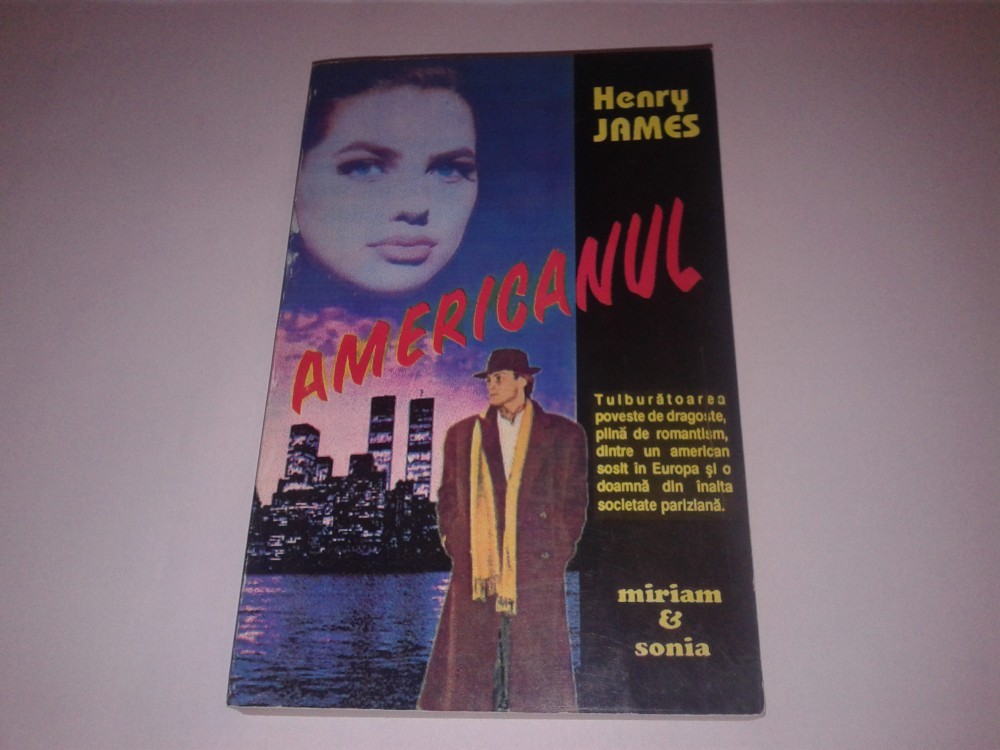 Henry
JAMES
AMERICANUL
Tulburătoarea
poveste de dragoste,
plină de romantism,
dintre un american
sosit în Europa şi o
doamnă din înalta
societate pariziană.
miriam
&
sonia